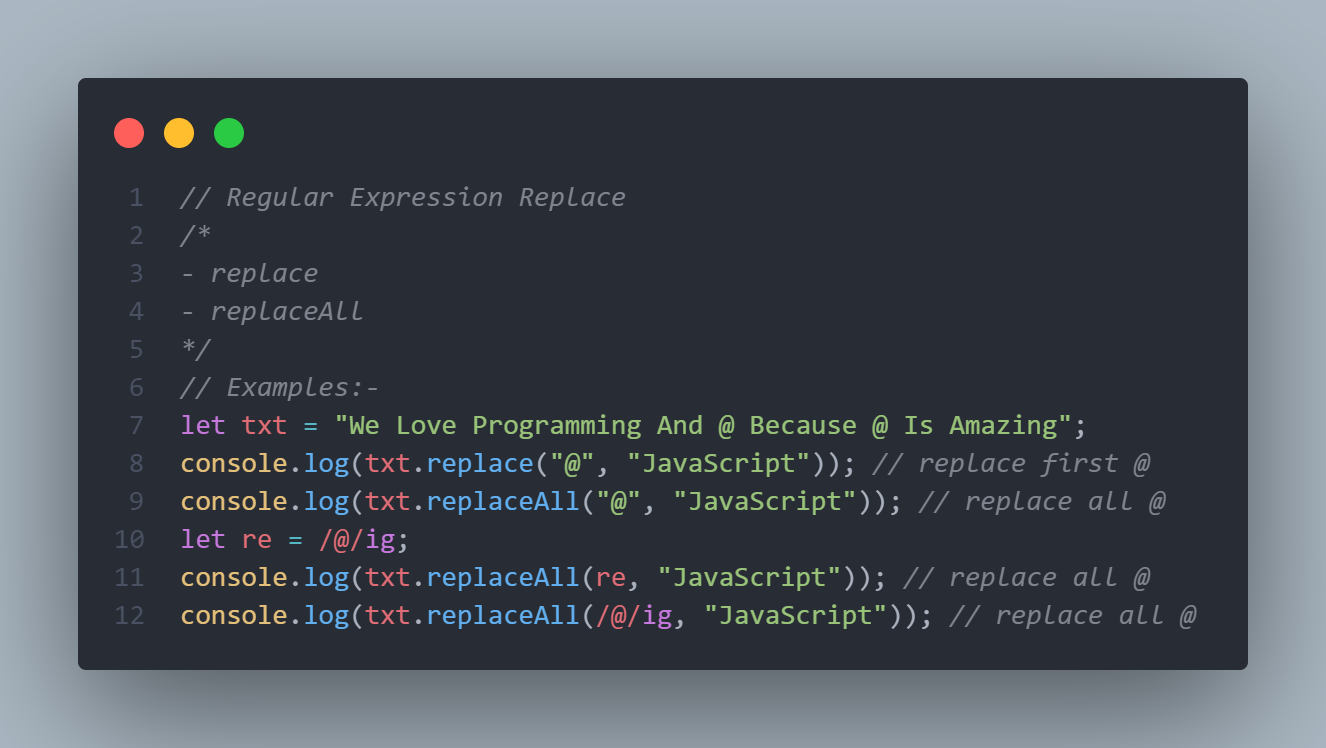 1 // Regular Expression Replace
2 /*
3 - replace
4 - replaceAll
5 */
6 // Examples:-
7 let txt = "We Love Programming And @ Because @ Is Amazing";
8 console.log(txt.replace("@", "JavaScript")); // replace first @
9 console.log(txt.replaceAll("@", "JavaScript")); // replace all @
10 let re = /@/ig;
11 console.log(txt.replaceAll(re, "JavaScript")); // replace all @
12 console.log(txt.replaceAll(/@/ig, "JavaScript")); // replace all @